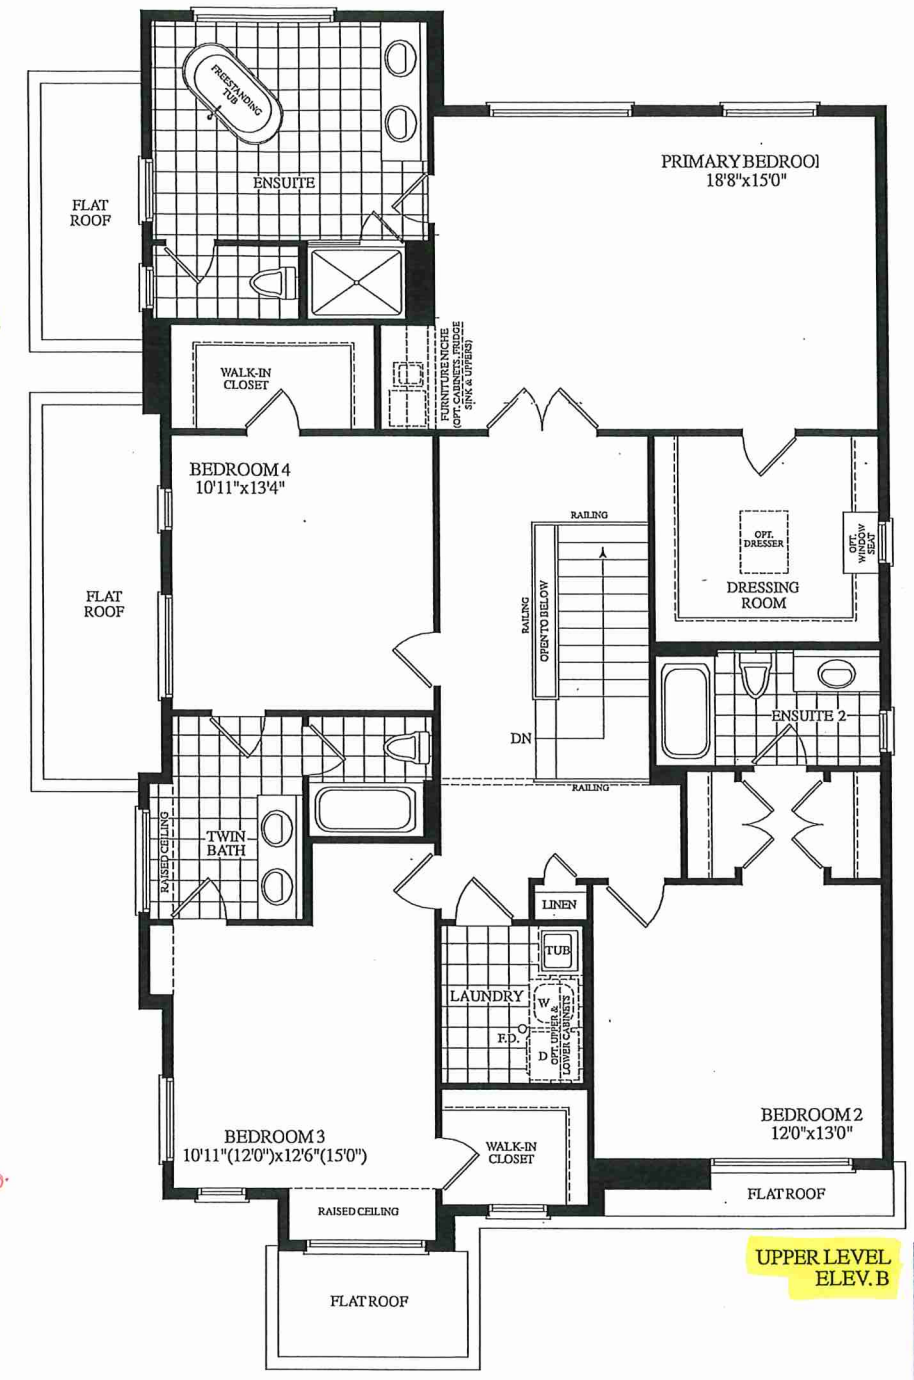 FREESTANDING
TUB
ENSUITE
PRIMARY BEDROO
18'8"x15'0"
FLAT
ROOF
WALK-IN
CLOSET
FURNITURE NICHE
(OPT. CABINETS, FRIDGE
SINK & UPPERS)
BEDROOM 4
10'11"x13'4"
RAILING
OPT.
DRESSER
OPT.
WINDOW
SEAT
DRESSING
ROOM
FLAT
ROOF
RAILING
OPEN TO BELOW
DN
ENSUITE 2
RAILING
RAISED CEILING
TWIN
BATH
LINEN
TUB
LAUNDRY
W
F.D.
D
OPT. UPPER &
LOWER CABINETS
BEDROOM 2
12'0"x13'0"
BEDROOM 3
10'11"(12'0")x12'6"(15'0")
WALK-IN
CLOSET
FLAT ROOF
RAISED CEILING
UPPER LEVEL
ELEV. B
FLAT ROOF